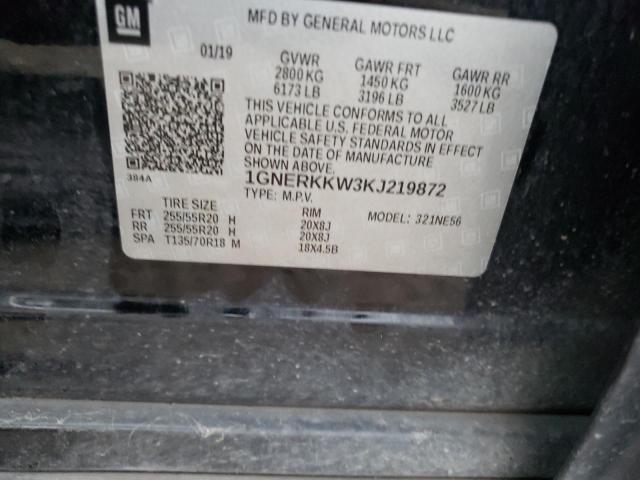 GM
MFD BY GENERAL MOTORS LLC
01/19 GVWR GAWR FRT GAWR RR
2800 KG 1450 KG 1600 KG
6173 LB 3196 LB 3527 LB
THIS VEHICLE CONFORMS TO ALL
APPLICABLE U.S. FEDERAL MOTOR
VEHICLE SAFETY STANDARDS IN EFFECT
ON THE DATE OF MANUFACTURE
SHOWN ABOVE.
384A 1GNERKKW3KJ219872
TYPE: M.P.V.
TIRE SIZE RIM MODEL: 321NE56
FRT 255/55R20 H 20X8J
RR 255/55R20 H 20X8J
SPA T135/70R18 M 18X4.5B